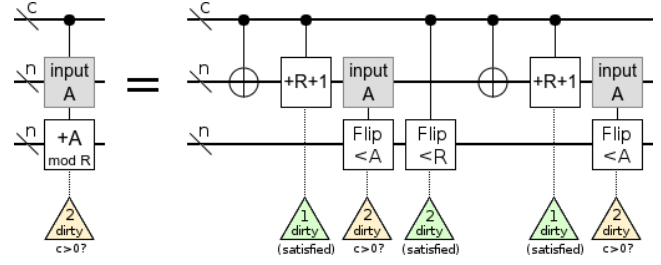 c
n
n
input
A
+A
mod R
2
dirty
c>0?
=
c
n
n
+R+1
input
A
Flip
<A
Flip
<R
+R+1
input
A
Flip
<A
1
dirty
(satisfied)
2
dirty
c>0?
2
dirty
(satisfied)
1
dirty
(satisfied)
2
dirty
c>0?